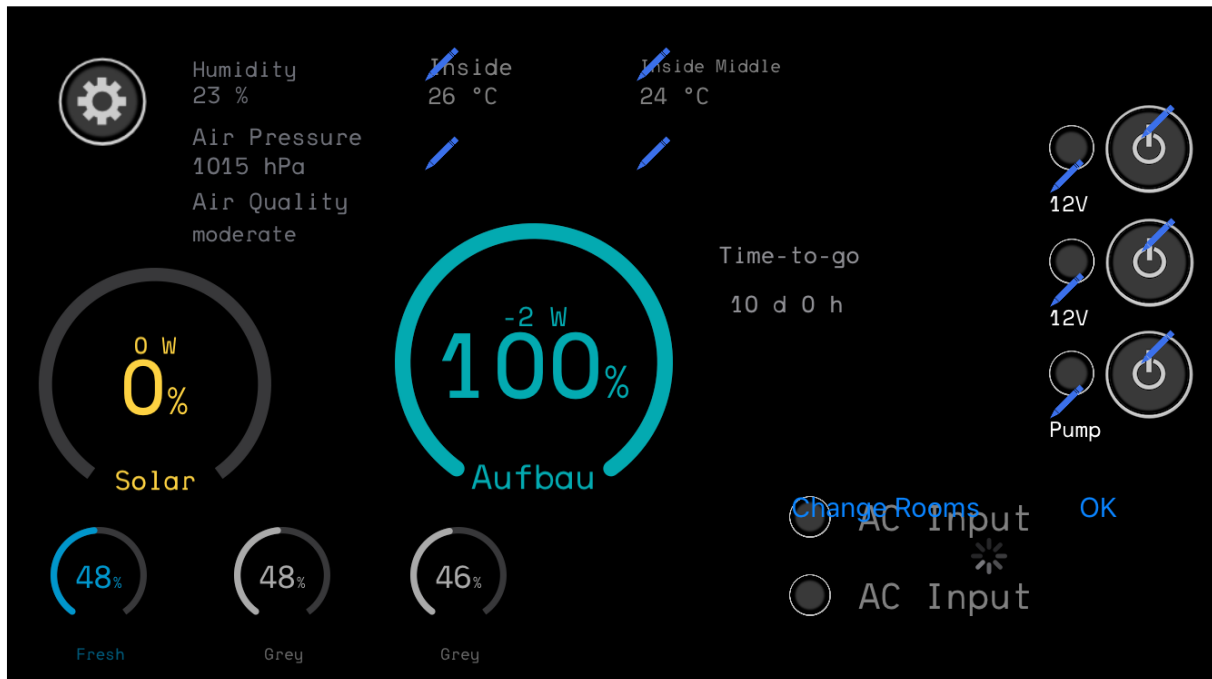 Humidity
23 %
Air Pressure
1015 hPa
Air Quality
moderate
Inside
26 °C
Inside Middle
24 °C
12V
12V
Pump
Time-to-go
10 d 0 h
0 W
0%
Solar
-2 W
100%
Aufbau
Change Rooms
OK
AC Input
AC Input
48%
Fresh
48%
Grey
46%
Grey